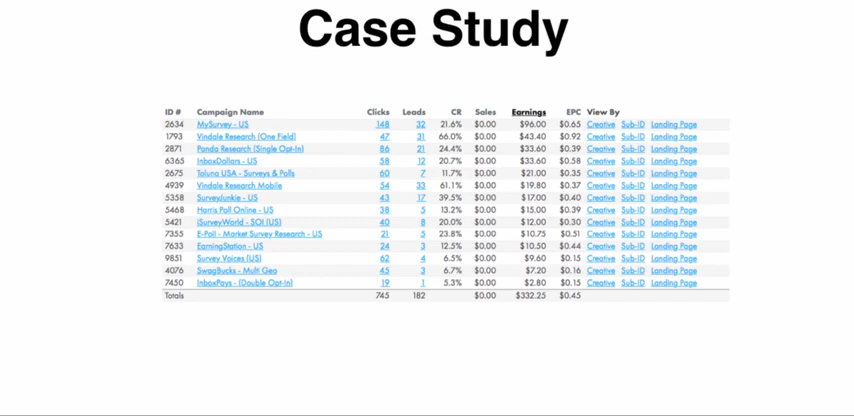 Case Study
ID # Campaign Name Clicks Leads CR Sales Earnings EPC View By
2634 MySurvey - US 148 32 21.6% $0.00 $96.00 $0.65 Creative Sub-ID Landing Page
1793 Vindale Research (One Field) 47 31 66.0% $0.00 $43.40 $0.92 Creative Sub-ID Landing Page
2871 Panda Research (Single Opt-In) 86 21 24.4% $0.00 $33.60 $0.39 Creative Sub-ID Landing Page
6365 InboxDollars - US 58 12 20.7% $0.00 $33.60 $0.58 Creative Sub-ID Landing Page
2675 Toluna USA - Surveys & Polls 60 7 11.7% $0.00 $21.00 $0.35 Creative Sub-ID Landing Page
4939 Vindale Research Mobile 54 33 61.1% $0.00 $19.80 $0.37 Creative Sub-ID Landing Page
5358 SurveyJunkie - US 43 17 39.5% $0.00 $17.00 $0.40 Creative Sub-ID Landing Page
5468 Harris Poll Online - US 38 5 13.2% $0.00 $15.00 $0.39 Creative Sub-ID Landing Page
5421 iSurveyWorld - SOI (US) 40 8 20.0% $0.00 $12.00 $0.30 Creative Sub-ID Landing Page
7355 E-Poll - Market Survey Research - US 21 5 23.8% $0.00 $10.75 $0.51 Creative Sub-ID Landing Page
7633 EarningStation - US 24 3 12.5% $0.00 $10.50 $0.44 Creative Sub-ID Landing Page
9851 Survey Voices (US) 62 4 6.5% $0.00 $9.60 $0.15 Creative Sub-ID Landing Page
4076 SwagBucks - Multi Geo 45 3 6.7% $0.00 $7.20 $0.16 Creative Sub-ID Landing Page
7450 InboxPays - (Double Opt-In) 19 1 5.3% $0.00 $2.80 $0.15 Creative Sub-ID Landing Page
Totals 745 182 $0.00 $332.25 $0.45